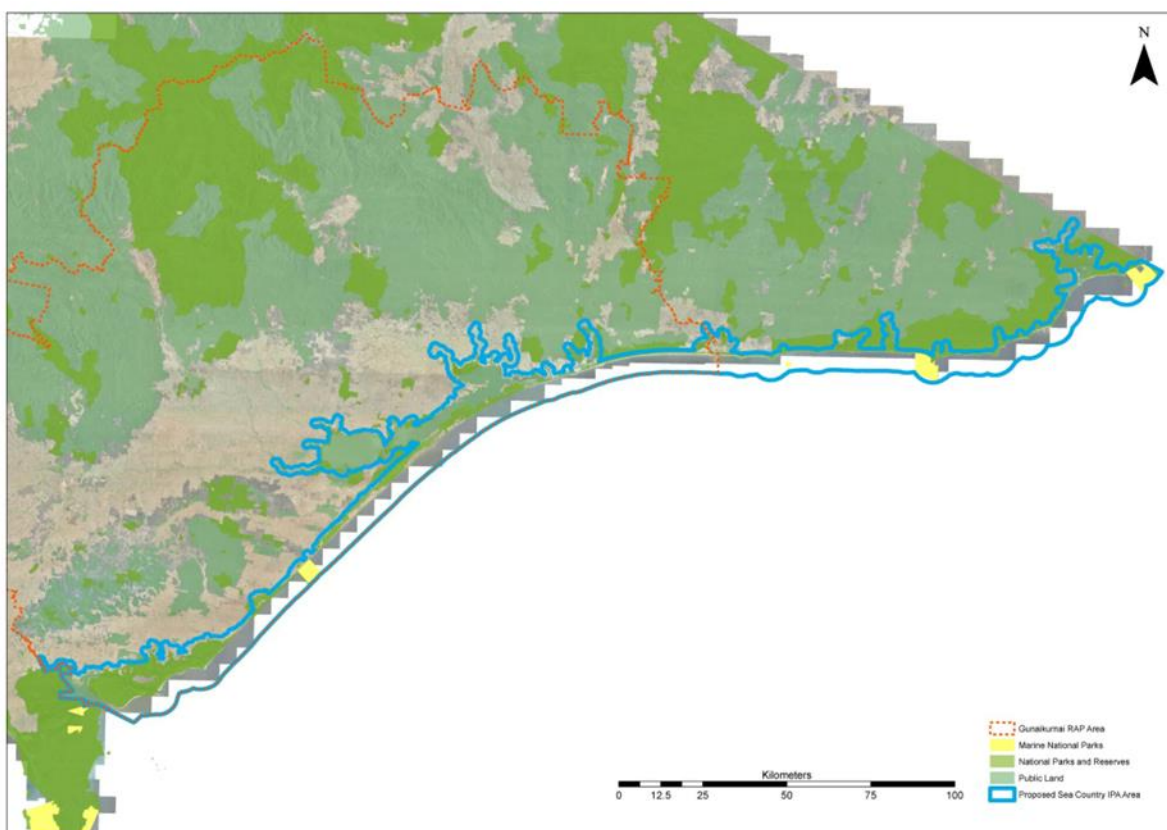 N
Gunaikurnai RAP Area
Marine National Parks
National Parks and Reserves
Public Land
Proposed Sea Country IPA Area
Kilometers
0 12.5 25 50 75 100